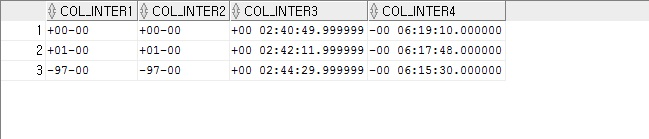 COL_INTER1 COL_INTER2 COL_INTER3 COL_INTER4
1 +00-00 +00-00 +00 02:40:49.999999 -00 06:19:10.000000
2 +01-00 +01-00 +00 02:42:11.999999 -00 06:17:48.000000
3 -97-00 -97-00 +00 02:44:29.999999 -00 06:15:30.000000